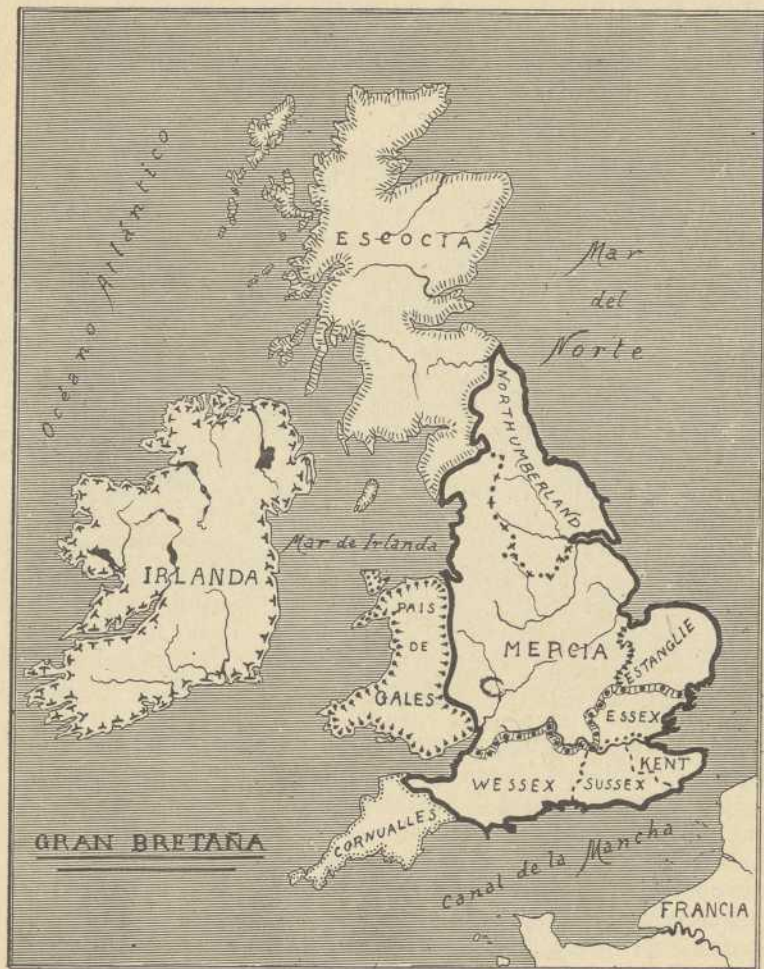 Océano Atlántico
ESCOCIA
Mar
del
Norte
NORTHUMBERLAND
Mar de Irlanda
IRLANDA
PAIS
DE
GALES
MERCIA
ESTANGLIE
ESSEX
KENT
WESSEX
SUSSEX
CORNUALLES
GRAN BRETAÑA
Canal de la Mancha
FRANCIA